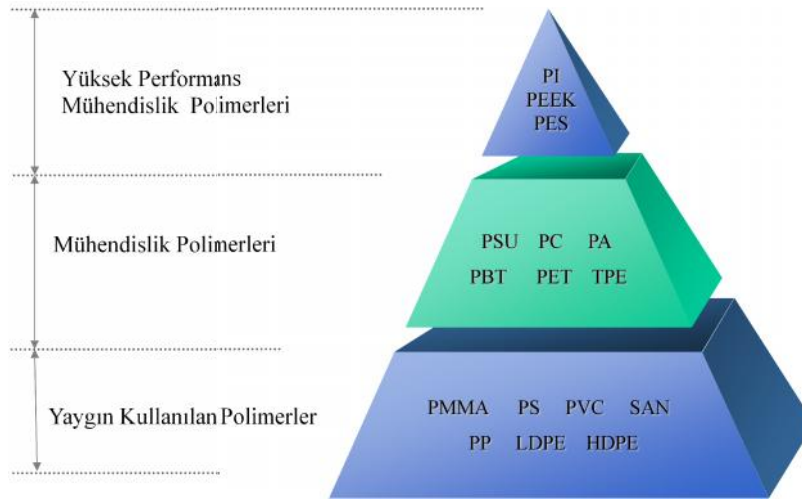 Yüksek Performans
Mühendislik Polimerleri
PI
PEEK
PES
Mühendislik Polimerleri
PSU PC PA
PBT PET TPE
Yaygın Kullanılan Polimerler
PMMA PS PVC SAN
PP LDPE HDPE